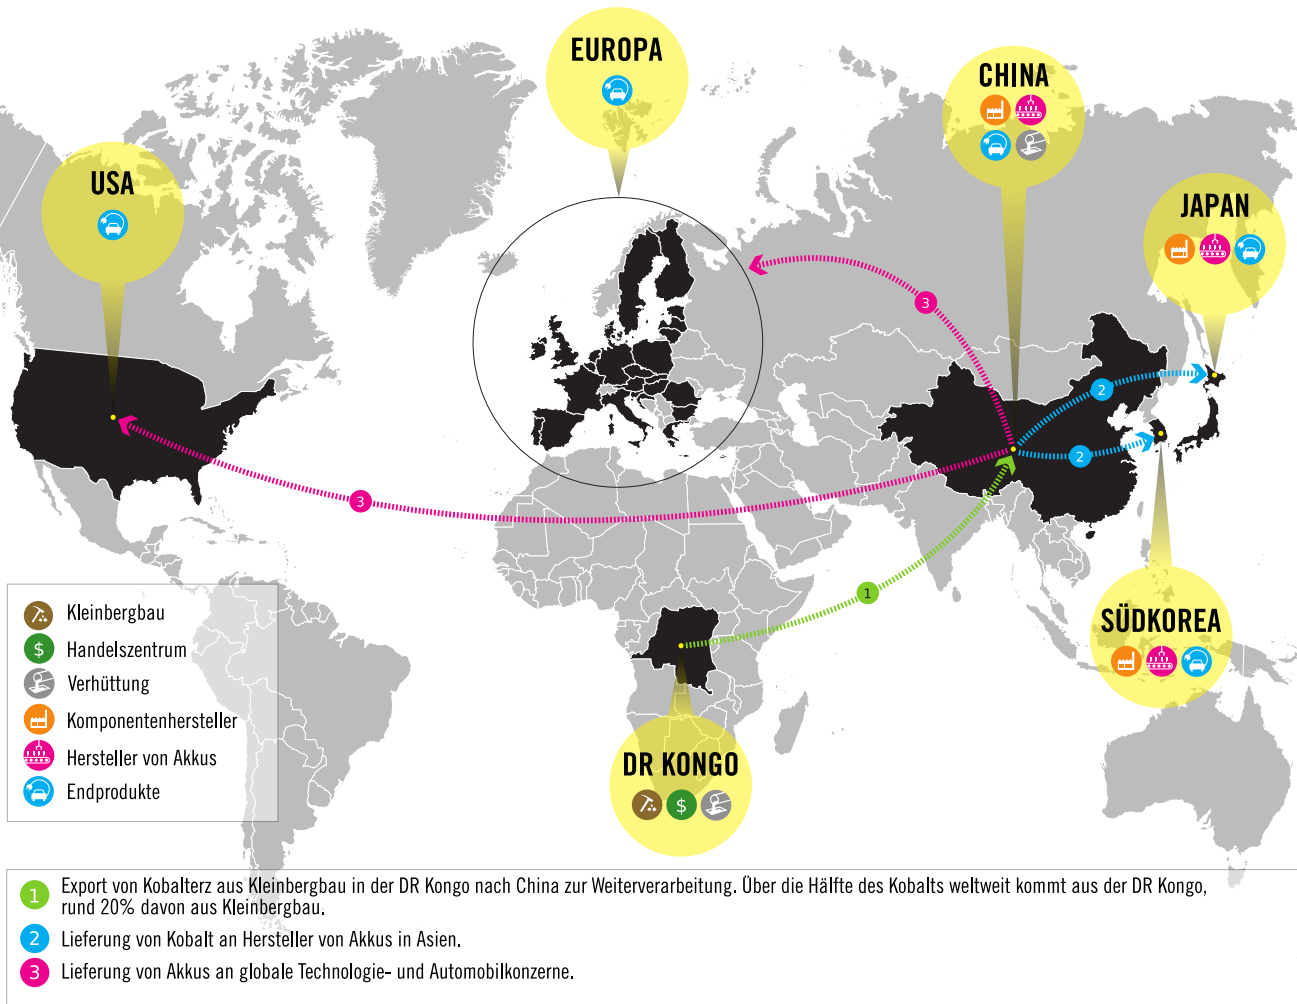 EUROPA
CHINA
USA
JAPAN
3
2
2
3
1
SÜDKOREA
DR KONGO
$
Kleinbergbau
$ Handelszentrum
Verhüttung
Komponentenhersteller
Hersteller von Akkus
Endprodukte
1 Export von Kobalterz aus Kleinbergbau in der DR Kongo nach China zur Weiterverarbeitung. Über die Hälfte des Kobalts weltweit kommt aus der DR Kongo,
rund 20% davon aus Kleinbergbau.
2 Lieferung von Kobalt an Hersteller von Akkus in Asien.
3 Lieferung von Akkus an globale Technologie- und Automobilkonzerne.